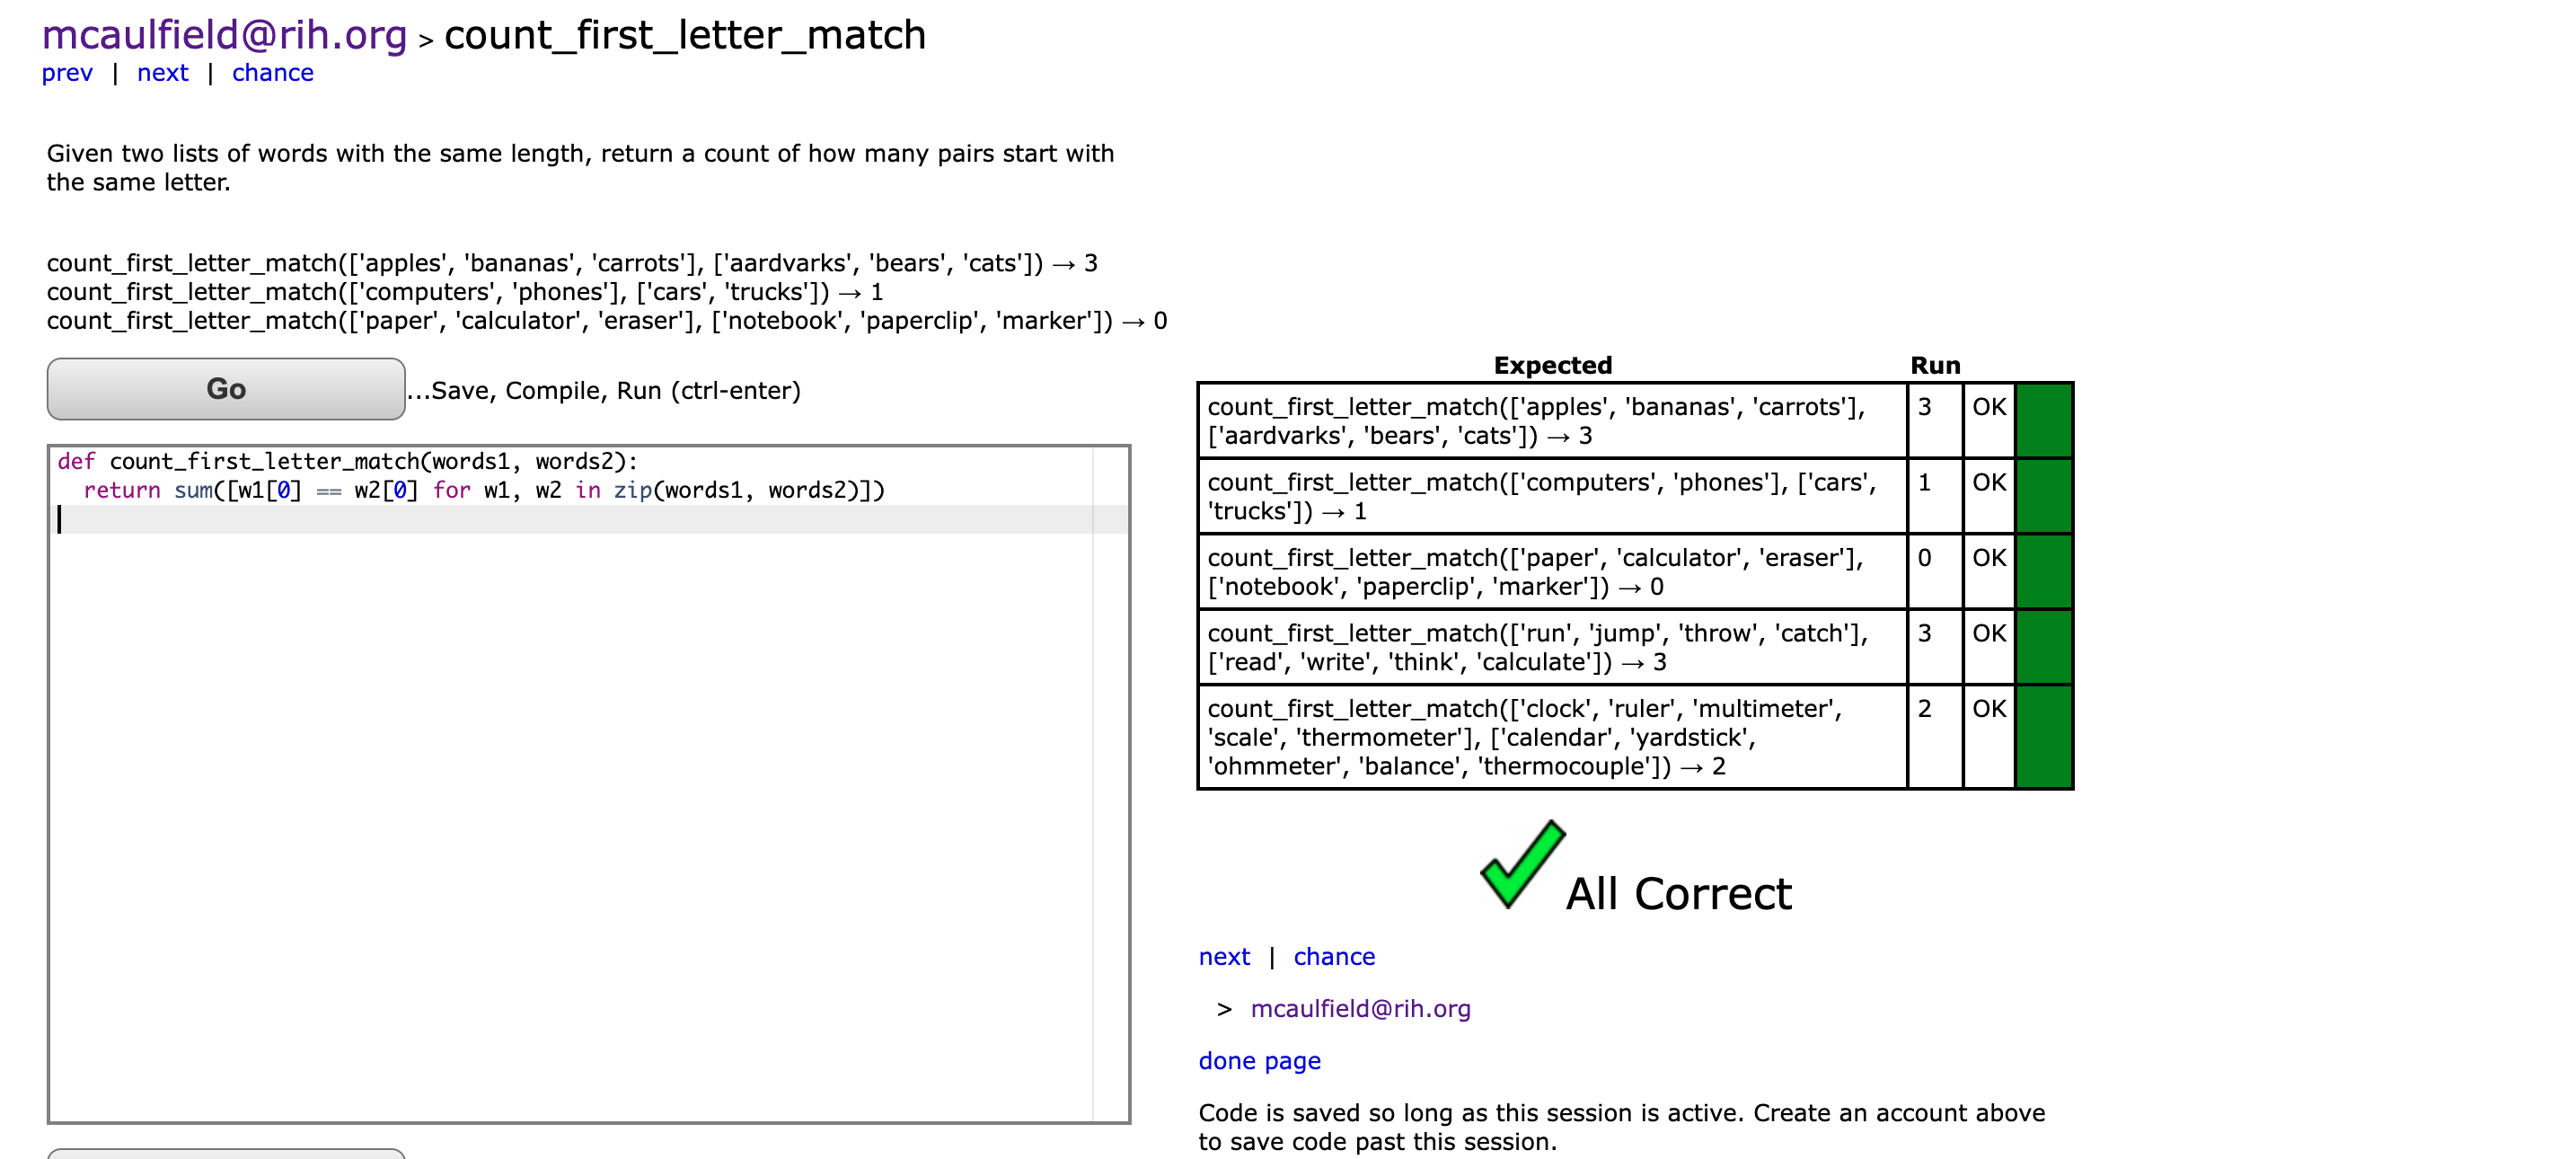 mcaulfield@rih.org > count_first_letter_match
prev | next | chance
Given two lists of words with the same length, return a count of how many pairs start with
the same letter.
count_first_letter_match(['apples', 'bananas', 'carrots'], ['aardvarks', 'bears', 'cats']) → 3
count_first_letter_match(['computers', 'phones'], ['cars', 'trucks']) → 1
count_first_letter_match(['paper', 'calculator', 'eraser'], ['notebook', 'paperclip', 'marker']) → 0
Go ...Save, Compile, Run (ctrl-enter)
def count_first_letter_match(words1, words2):
  return sum([w1[0] == w2[0] for w1, w2 in zip(words1, words2)])
Expected Run
count_first_letter_match(['apples', 'bananas', 'carrots'], 3 OK
['aardvarks', 'bears', 'cats']) → 3
count_first_letter_match(['computers', 'phones'], ['cars', 1 OK
'trucks']) → 1
count_first_letter_match(['paper', 'calculator', 'eraser'], 0 OK
['notebook', 'paperclip', 'marker']) → 0
count_first_letter_match(['run', 'jump', 'throw', 'catch'], 3 OK
['read', 'write', 'think', 'calculate']) → 3
count_first_letter_match(['clock', 'ruler', 'multimeter', 2 OK
'scale', 'thermometer'], ['calendar', 'yardstick',
'ohmmeter', 'balance', 'thermocouple']) → 2
All Correct
next | chance
> mcaulfield@rih.org
done page
Code is saved so long as this session is active. Create an account above
to save code past this session.